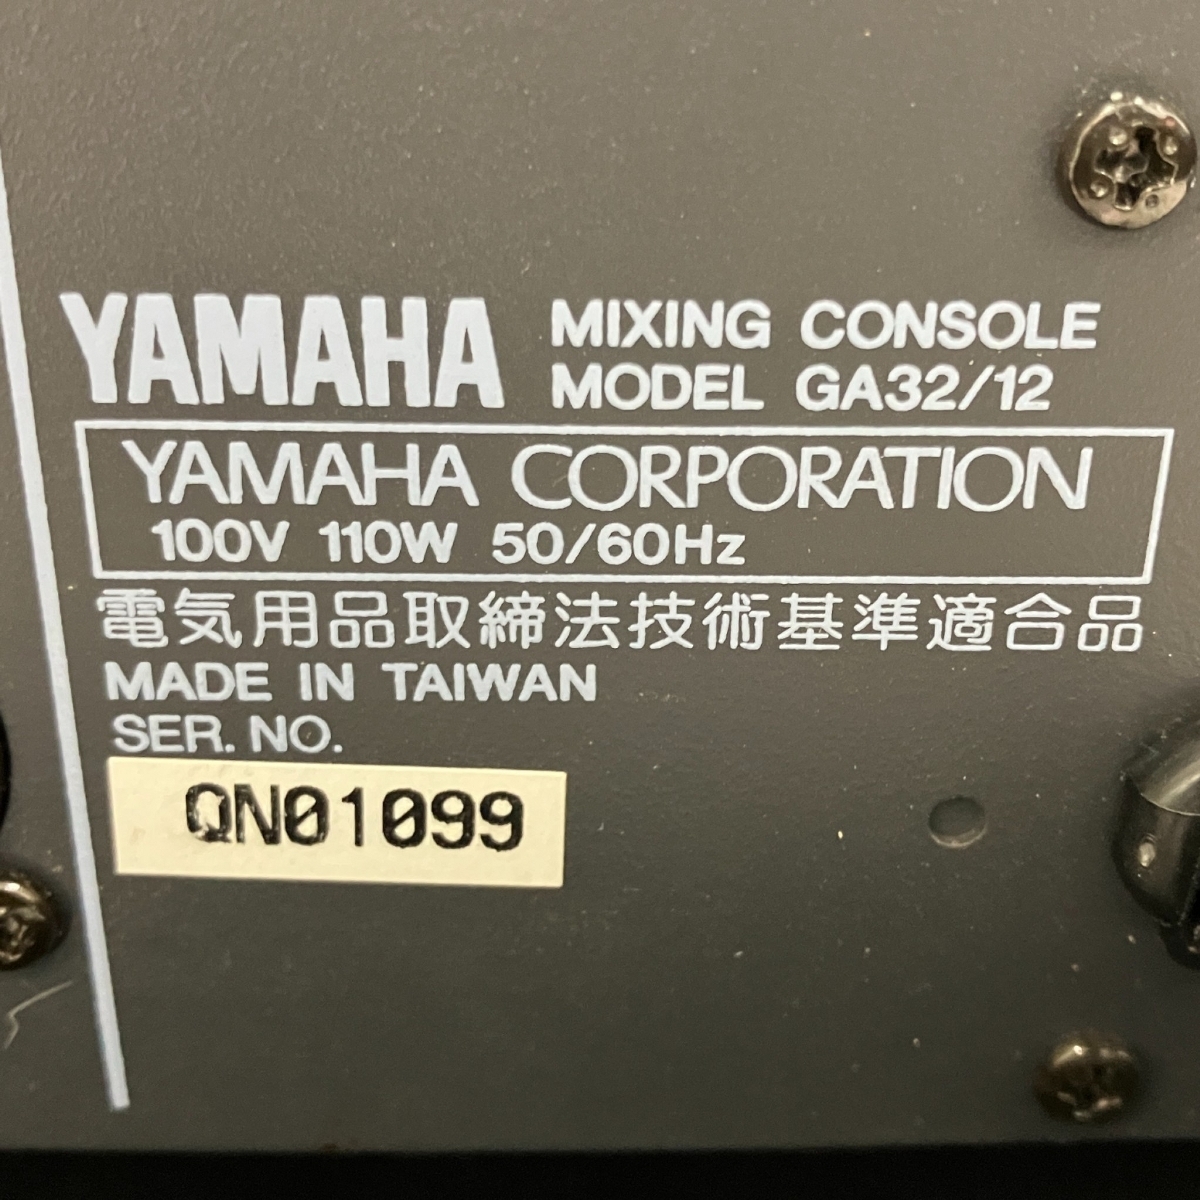 YAMAHA
MIXING CONSOLE
MODEL GA32/12
YAMAHA CORPORATION
100V 110W 50/60Hz
電気用品取締法技術基準適合品
MADE IN TAIWAN
SER. NO.
QN01099